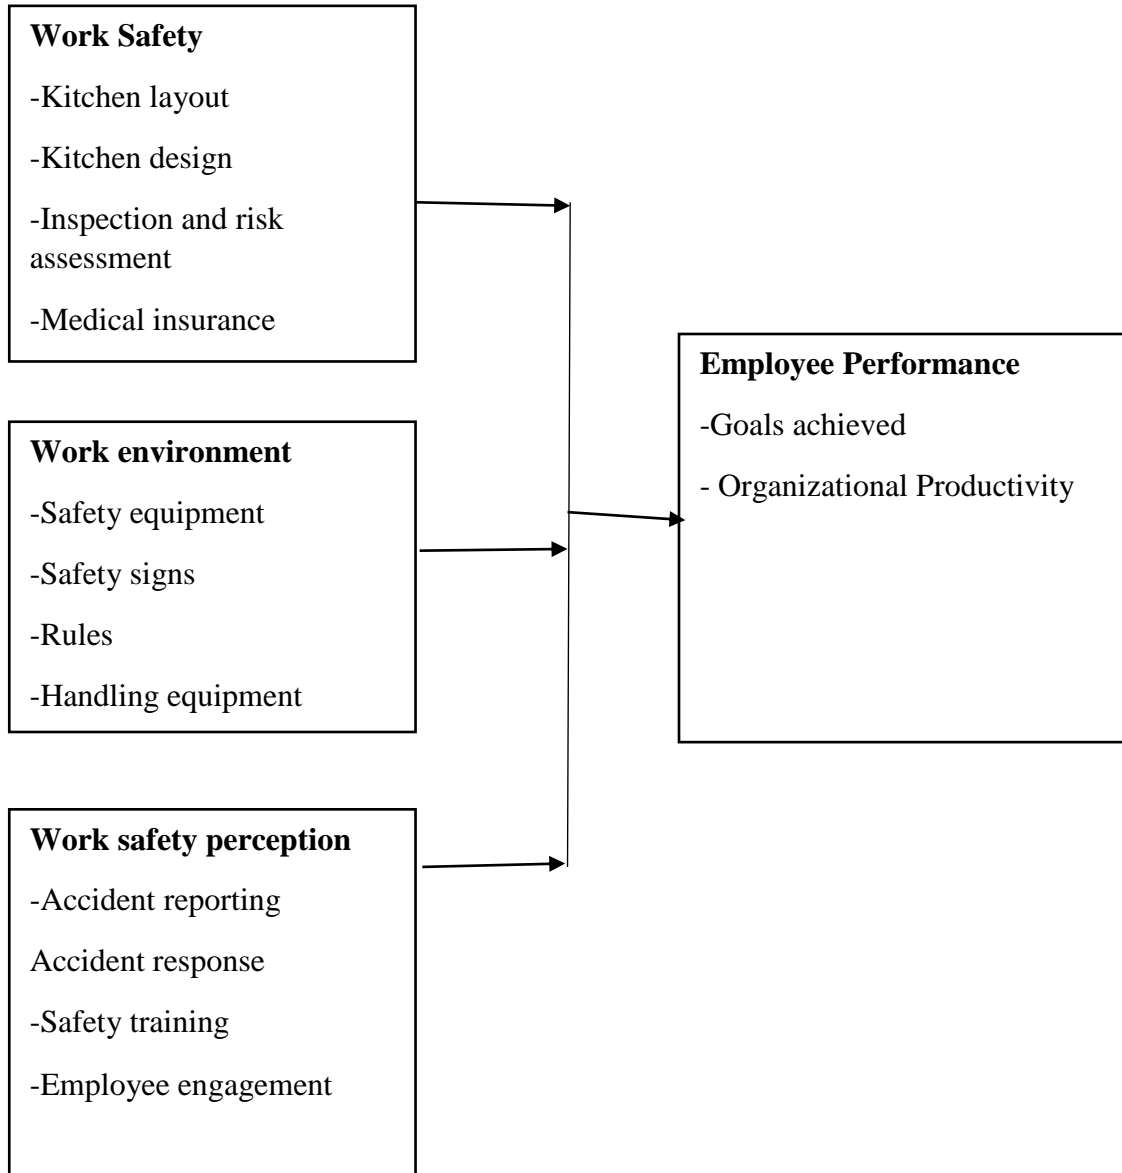 Work Safety
-Kitchen layout
-Kitchen design
-Inspection and risk
assessment
-Medical insurance
Employee Performance
-Goals achieved
- Organizational Productivity
Work environment
-Safety equipment
-Safety signs
-Rules
-Handling equipment
Work safety perception
-Accident reporting
Accident response
-Safety training
-Employee engagement